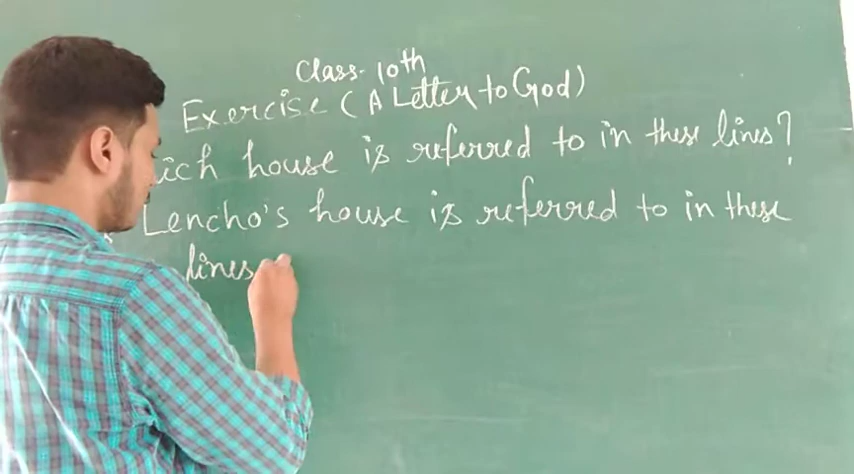 Class- 10th
Exercise (A Letter to God)
ich house is referred to in these lines?
Lencho's house is referred to in these
lines